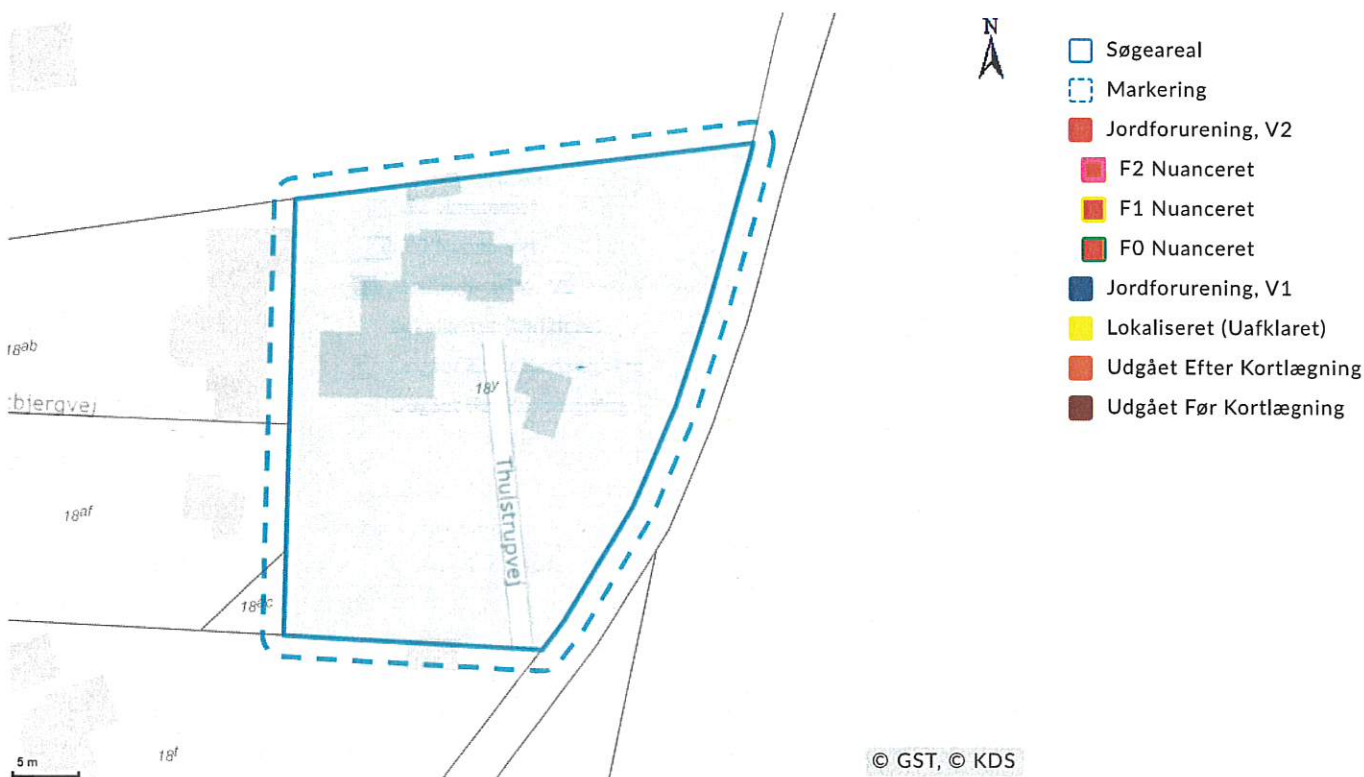 N
Søgeareal
Markering
Jordforurening, V2
F2 Nuanceret
F1 Nuanceret
F0 Nuanceret
Jordforurening, V1
Lokaliseret (Uafklaret)
Udgået Efter Kortlægning
Udgået Før Kortlægning
18ab
bjergvej
18y
18af
Thulstrupvej
18f
5 m
© GST, © KDS